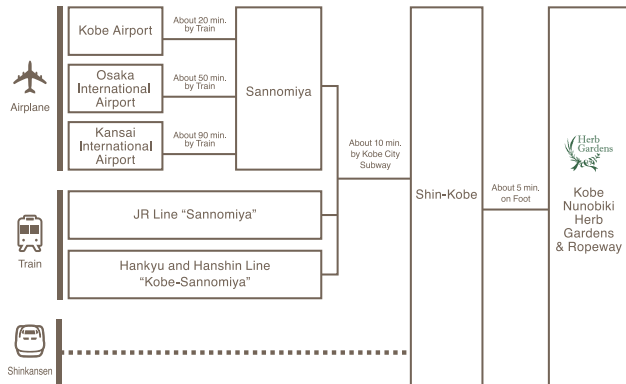 Airplane
Kobe Airport
About 20 min.
by Train
Osaka
International
Airport
About 50 min.
by Train
Kansai
International
Airport
About 90 min.
by Train
Sannomiya
Train
JR Line “Sannomiya”
Hankyu and Hanshin Line
“Kobe-Sannomiya”
About 10 min.
by Kobe City
Subway
Shinkansen
Shin-Kobe
About 5 min.
on Foot
Herb
Gardens
Kobe
Nunobiki
Herb
Gardens
& Ropeway